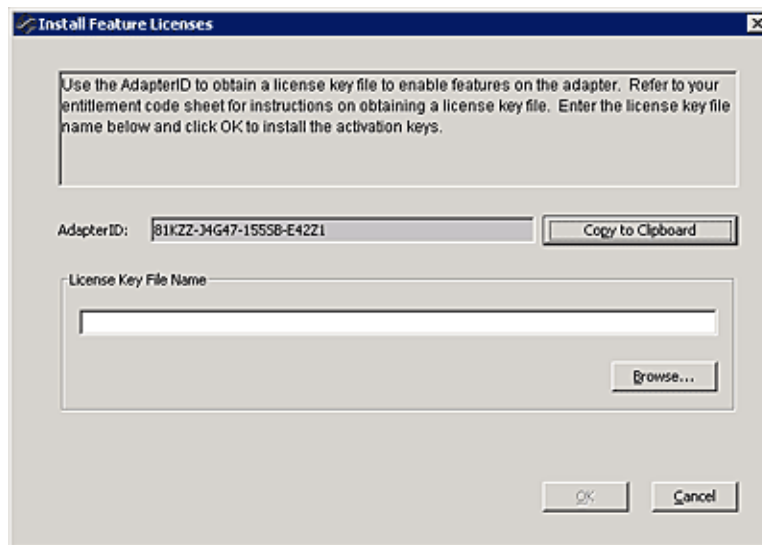 Install Feature Licenses
Use the AdapterID to obtain a license key file to enable features on the adapter.  Refer to your
entitlement code sheet for instructions on obtaining a license key file.  Enter the license key file
name below and click OK to install the activation keys.
AdapterID: 81KZZ-J4G47-155SB-E42Z1 Copy to Clipboard
License Key File Name
Browse...
OK Cancel